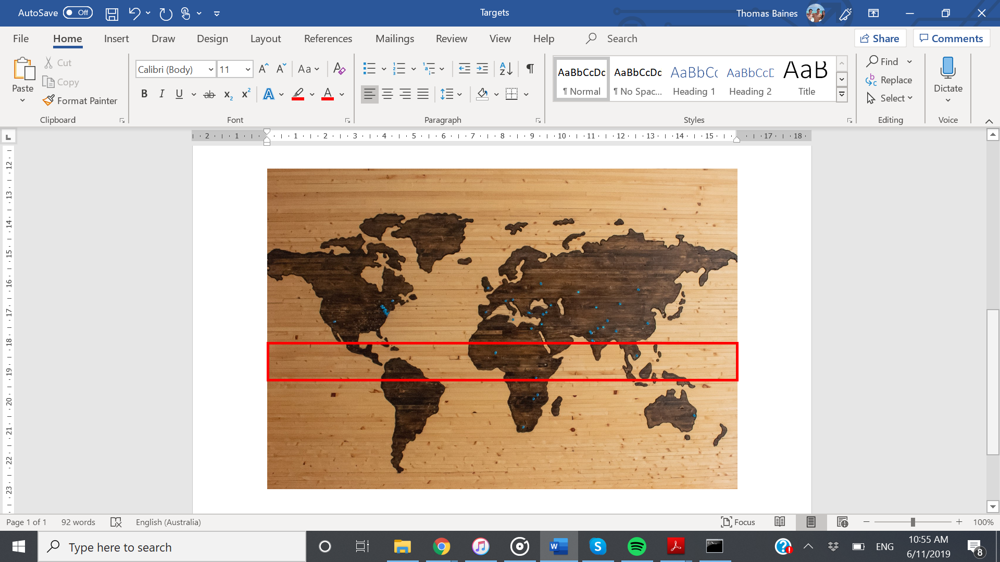 AutoSave Off
Targets
Thomas Baines
File Home Insert Draw Design Layout References Mailings Review View Help Search Share Comments
Paste
Cut
Copy
Format Painter
Clipboard
Calibri (Body) 11
Font
Paragraph
AaBbCcDc AaBbCcDc AaBbCc AaBbCcD AaB
¶ Normal ¶ No Spac... Heading 1 Heading 2 Title
Styles
Find
Replace
Select
Editing
Dictate
Voice
2 1 1 2 3 4 5 6 7 8 9 10 11 12 13 14 15 17 18
12
13
14
15
16
17
18
19
20
21
22
23
Page 1 of 1 92 words English (Australia) Focus 100%
Type here to search
ENG
10:55 AM
6/11/2019
8